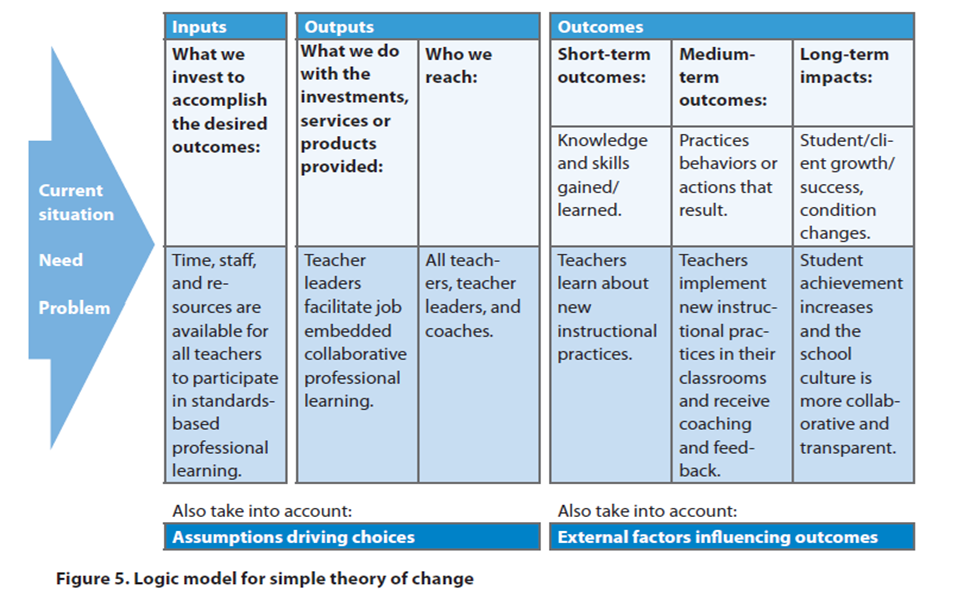 Inputs
Outputs
Outcomes
What we
invest to
accomplish
the desired
outcomes:
What we do
with the
investments,
services or
products
provided:
Who we
reach:
Short-term
outcomes:
Medium-
term
outcomes:
Long-term
impacts:
Knowledge
and skills
gained/
learned.
Practices
behaviors or
actions that
result.
Student/cli-
ent growth/
success,
condition
changes.
Current
situation
Need
Problem
Time, staff,
and re-
sources are
available for
all teachers
to participate
in standards-
based
professional
learning.
Teacher
leaders
facilitate job
embedded
collaborative
professional
learning.
All teach-
ers, teacher
leaders, and
coaches.
Teachers
learn about
new
instructional
practices.
Teachers
implement
new instruc-
tional prac-
tices in their
classrooms
and receive
coaching
and feed-
back.
Student
achievement
increases
and the
school
culture is
more collab-
orative and
transparent.
Also take into account:
Assumptions driving choices
Also take into account:
External factors influencing outcomes
Figure 5. Logic model for simple theory of change